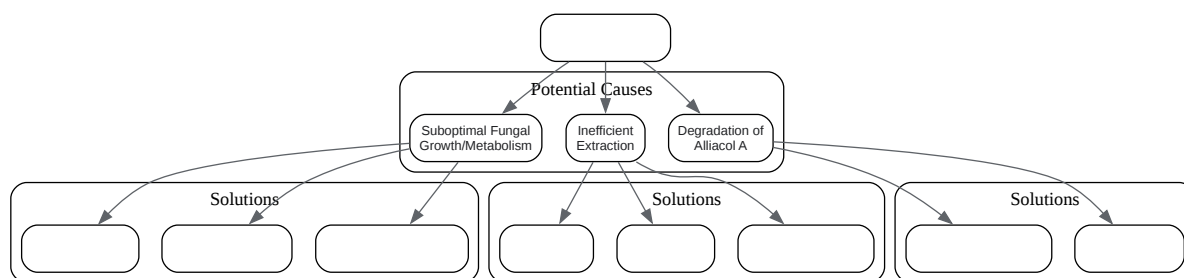 Potential Causes
Suboptimal Fungal
Growth/Metabolism
Inefficient
Extraction
Degradation of
Alliacol A
Solutions
Solutions
Solutions